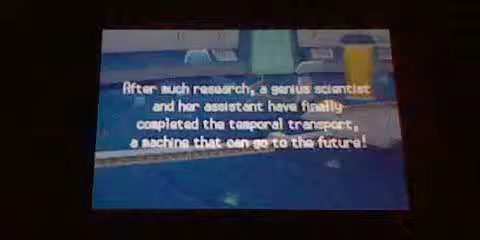 After much research, a genius scientist
and her assistant have finally
completed the temporal transport,
a machine that can go to the future!